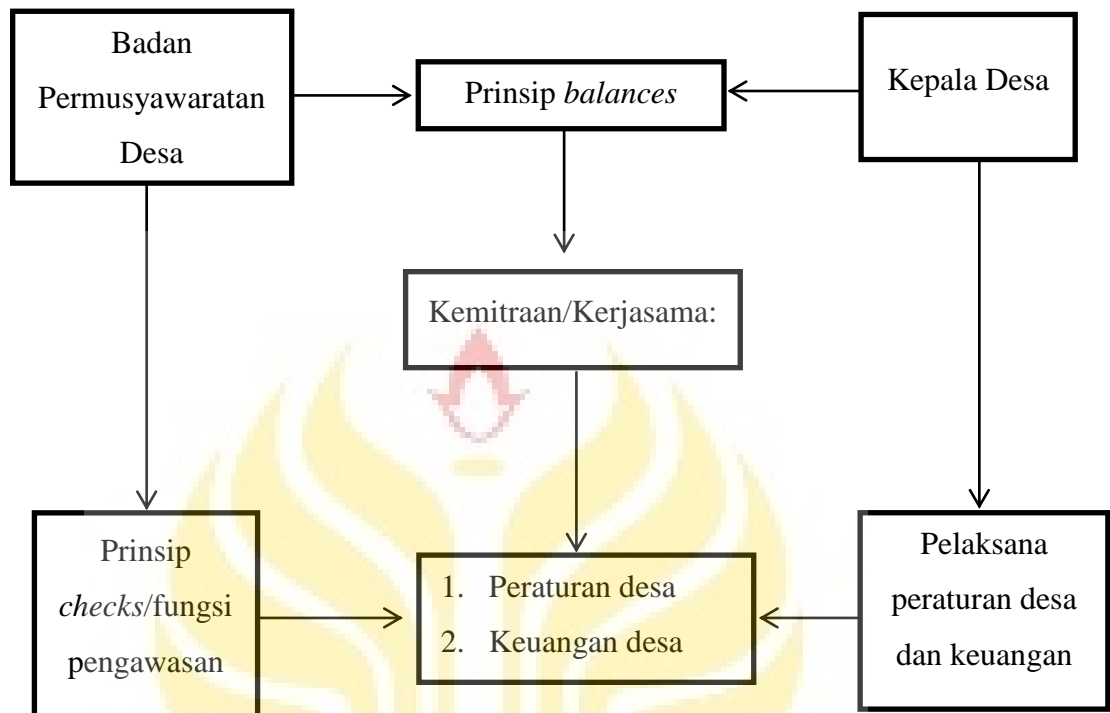 Badan
Permusyawaratan
Desa
Prinsip balances
Kepala Desa
Kemitraan/Kerjasama:
Prinsip
checks/fungsi
pengawasan
1. Peraturan desa
2. Keuangan desa
Pelaksana
peraturan desa
dan keuangan